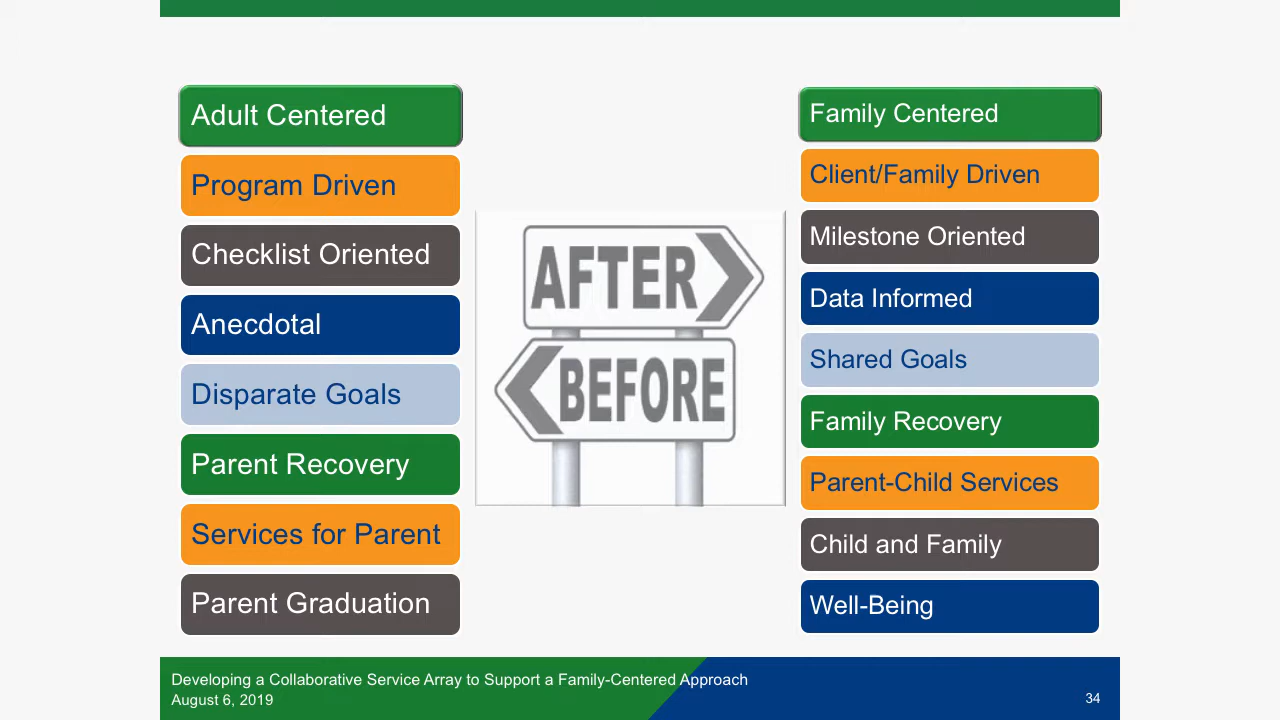 Adult Centered
Program Driven
Checklist Oriented
Anecdotal
Disparate Goals
Parent Recovery
Services for Parent
Parent Graduation
AFTER
BEFORE
Family Centered
Client/Family Driven
Milestone Oriented
Data Informed
Shared Goals
Family Recovery
Parent-Child Services
Child and Family
Well-Being
Developing a Collaborative Service Array to Support a Family-Centered Approach
August 6, 2019
34